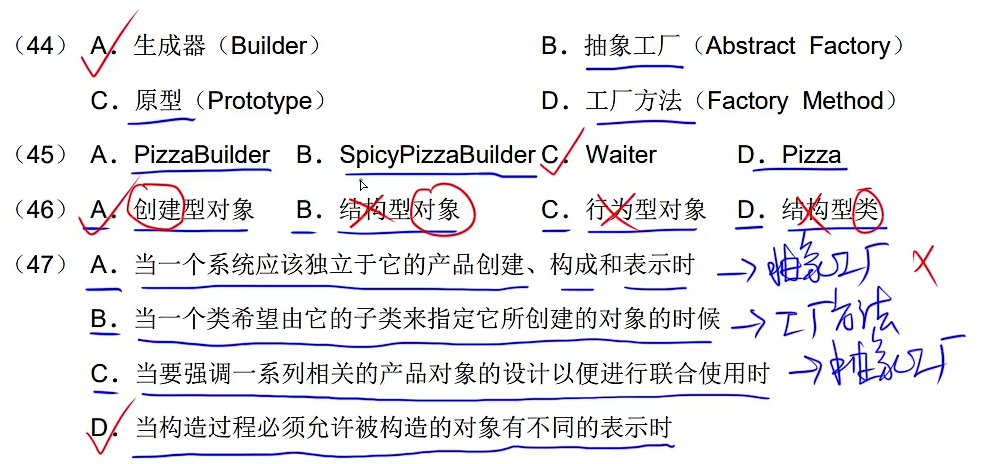 (44) A. 生成器(Builder) B. 抽象工厂(Abstract Factory)
C. 原型(Prototype) D. 工厂方法(Factory Method)
(45) A. PizzaBuilder B. SpicyPizzaBuilder C. Waiter D. Pizza
(46) A. 创建型对象 B. 结构型对象 C. 行为型对象 D. 结构型类
(47) A. 当一个系统应该独立于它的产品创建、构成和表示时 →抽象工厂 ×
B. 当一个类希望由它的子类来指定它所创建的对象的时候 →工厂方法
C. 当要强调一系列相关的产品对象的设计以便进行联合使用时 →抽象工厂
D. 当构造过程必须允许被构造的对象有不同的表示时